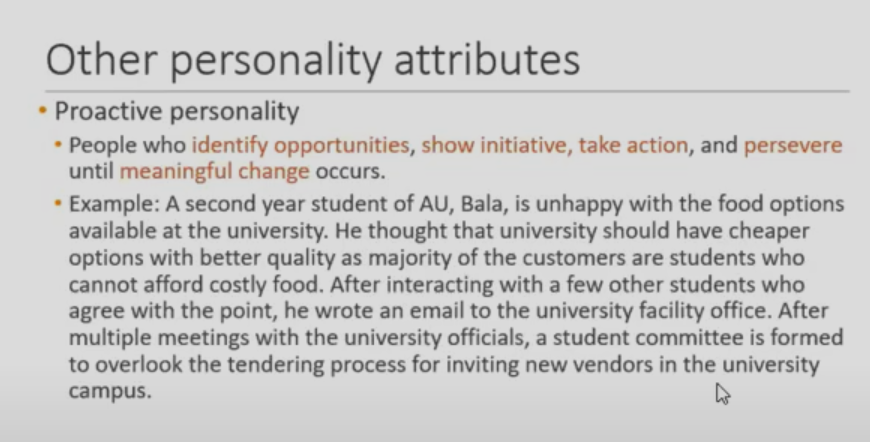 Other personality attributes
• Proactive personality
• People who identify opportunities, show initiative, take action, and persevere
until meaningful change occurs.
• Example: A second year student of AU, Bala, is unhappy with the food options
available at the university. He thought that university should have cheaper
options with better quality as majority of the customers are students who
cannot afford costly food. After interacting with a few other students who
agree with the point, he wrote an email to the university facility office. After
multiple meetings with the university officials, a student committee is formed
to overlook the tendering process for inviting new vendors in the university
campus.